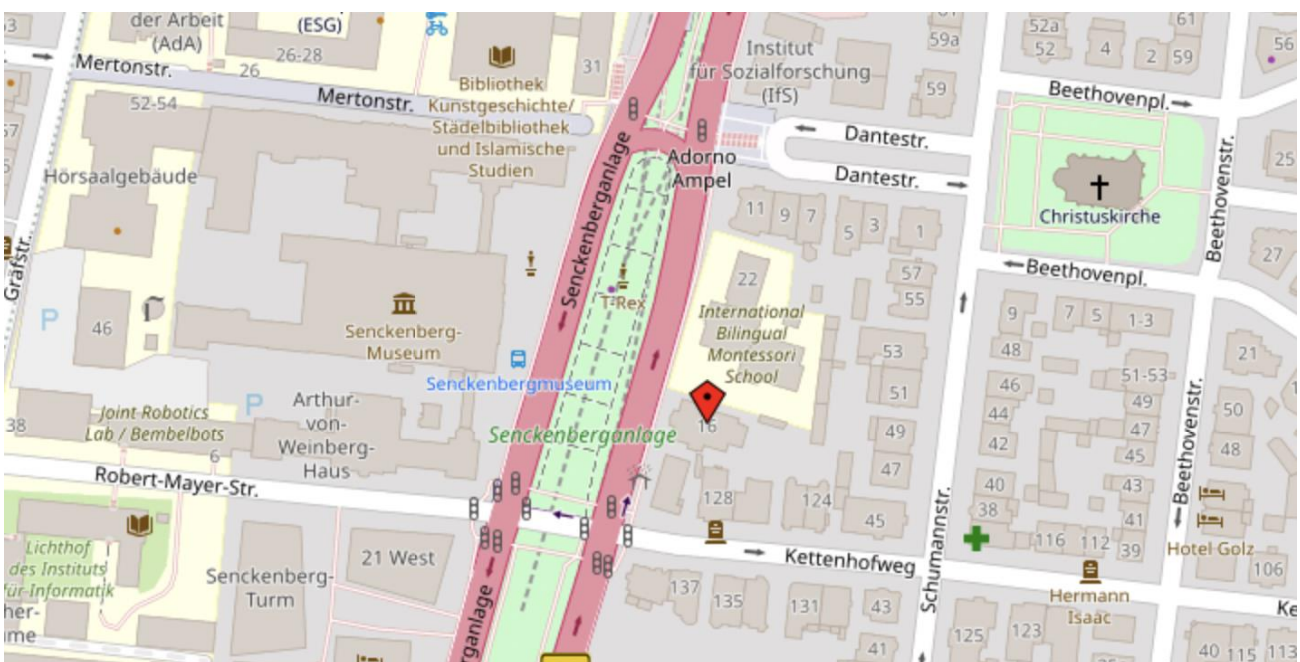 der Arbeit
(AdA)
(ESG)
26-28
26
Mertonstr.
Mertonstr.
52-54
31
Bibliothek
Kunstgeschichte/
Städelbibliothek
und Islamische
Studien
Institut
für Sozialforschung
(IfS)
59a
59
52a
52
4
2
59
61
56
Beethovenpl.
Dantestr.
Dantestr.
Adorno
Ampel
Christuskirche
Beethovenpl.
Beethovenstr.
25
27
Hörsaalgebäude
Gräfstr.
57
46
P
P
Senckenberg-
Museum
Senckenbergmuseum
Senckenberganlage
T-Rex
11
9
7
5
3
1
22
57
55
International
Bilingual
Montessori
School
53
51
49
47
45
9
7
5
1-3
48
46
44
42
40
38
51-53
49
47
45
43
41
39
21
50
48
38
Joint Robotics
Lab / Bembelbots
6
Arthur-
von-
Weinberg-
Haus
Senckenberganlage
16
128
124
Robert-Mayer-Str.
Lichthof
des Instituts
für-Informatik
Senckenberg-
Turm
21 West
Kettenhofweg
Schumannstr.
Beethovenstr.
116
112
Hotel Golz
106
Hermann
Isaac
137
135
131
43
41
125
123
40
115
113
erganlage